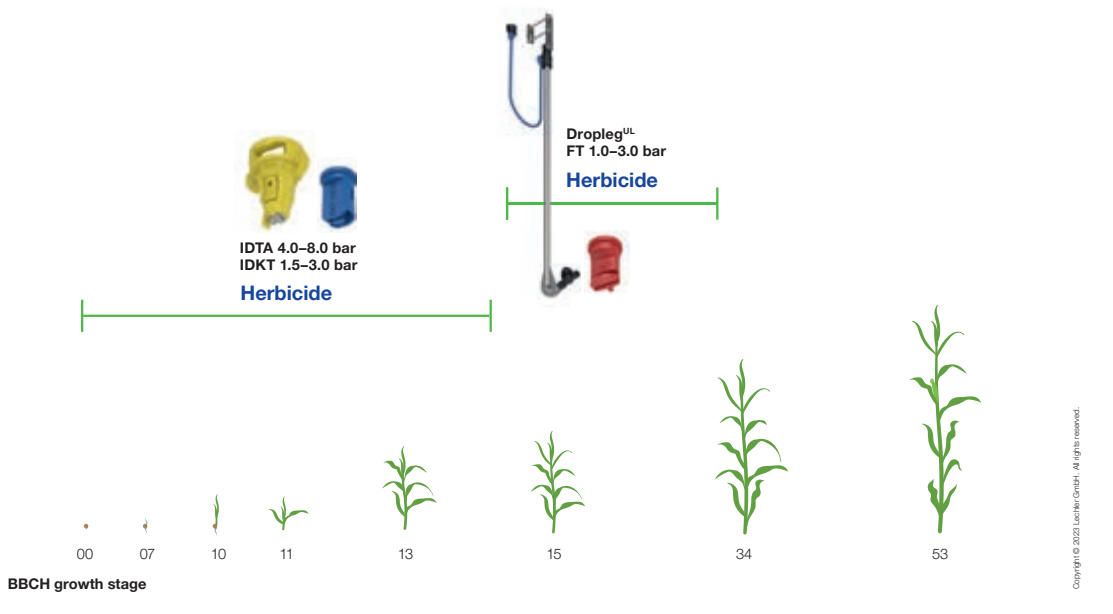 Dropleg^UL
FT 1.0–3.0 bar
Herbicide
IDTA 4.0–8.0 bar
IDKT 1.5–3.0 bar
Herbicide
00 07 10 11 13 15 34 53
BBCH growth stage
Copyright © 2023 Lechler GmbH. All rights reserved.